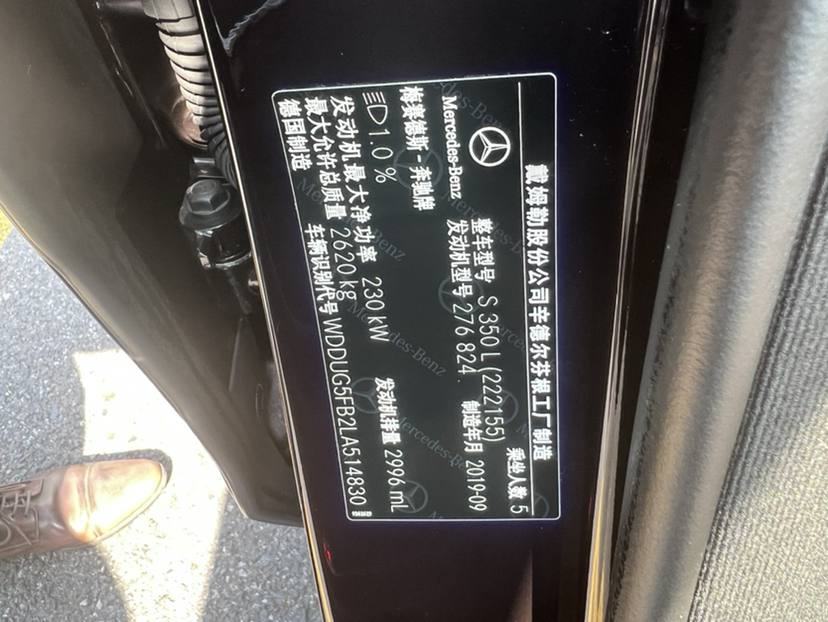 戴姆勒股份公司辛德尔芬根工厂制造
乘坐人数 5
Mercedes-Benz
整车型号 S 350 L (222155)
制造年月 2019-09
梅赛德斯-奔驰牌
发动机型号 276 824
1.0 %
发动机最大净功率 230 kW
发动机排量 2996 mL
最大允许总质量 2620 kg
德国制造
车辆识别代号 WDDUG5FB2LA514830